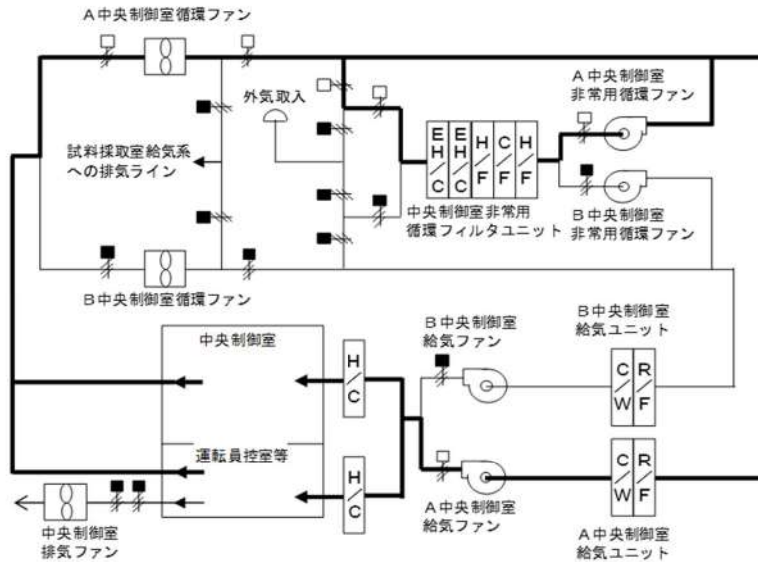 A中央制御室循環ファン
外気取入
A中央制御室
非常用循環ファン
試料採取室給気系
への排気ライン
EH/C
EH/C
H/F
C/F
H/F
中央制御室非常用
循環フィルタユニット
B中央制御室
非常用循環ファン
B中央制御室循環ファン
中央制御室
H/C
B中央制御室
給気ファン
B中央制御室
給気ユニット
C/W
R/F
運転員控室等
H/C
C/W
R/F
中央制御室
排気ファン
A中央制御室
給気ファン
A中央制御室
給気ユニット